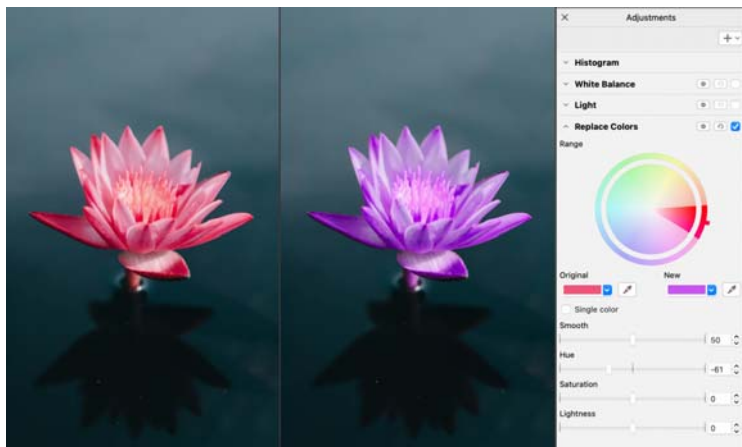 Adjustments
Histogram
White Balance
Light
Replace Colors
Range
Original New
Single color
Smooth
50
Hue
-61
Saturation
0
Lightness
0